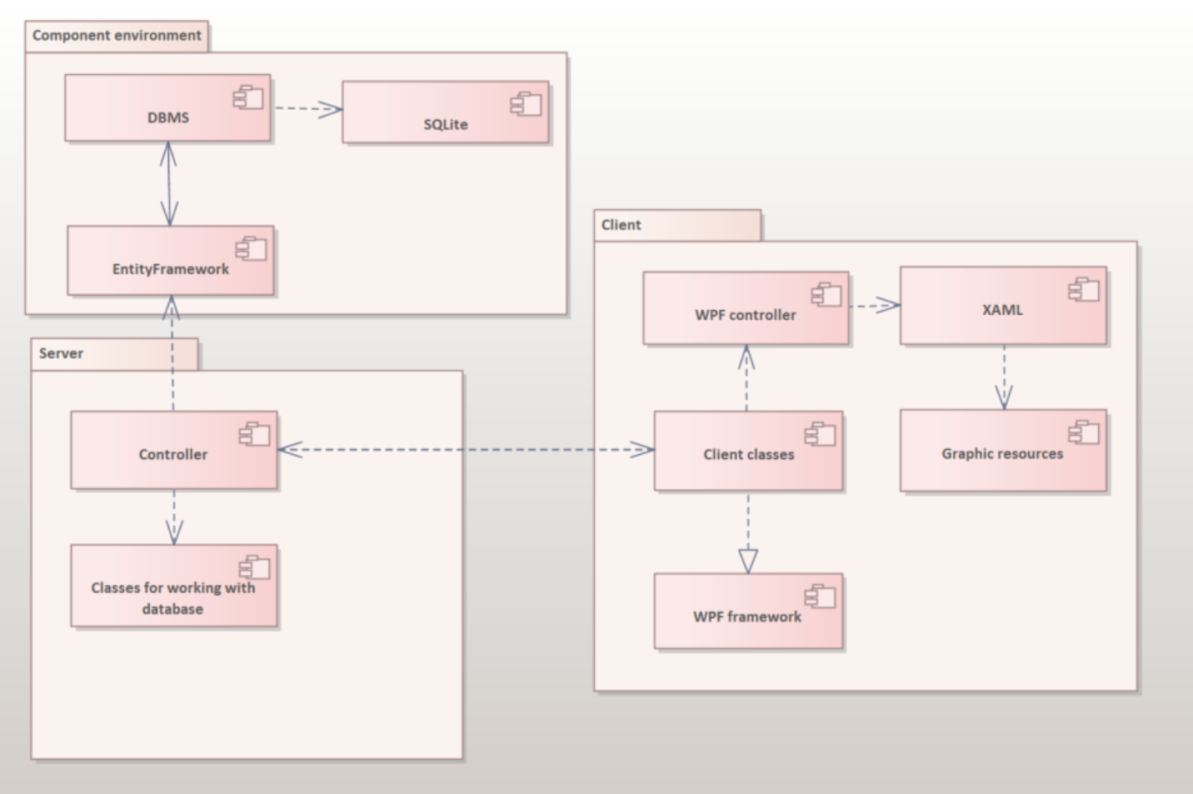 Component environment
DBMS
SQLite
EntityFramework
Server
Controller
Classes for working with
database
Client
WPF controller
XAML
Client classes
Graphic resources
WPF framework